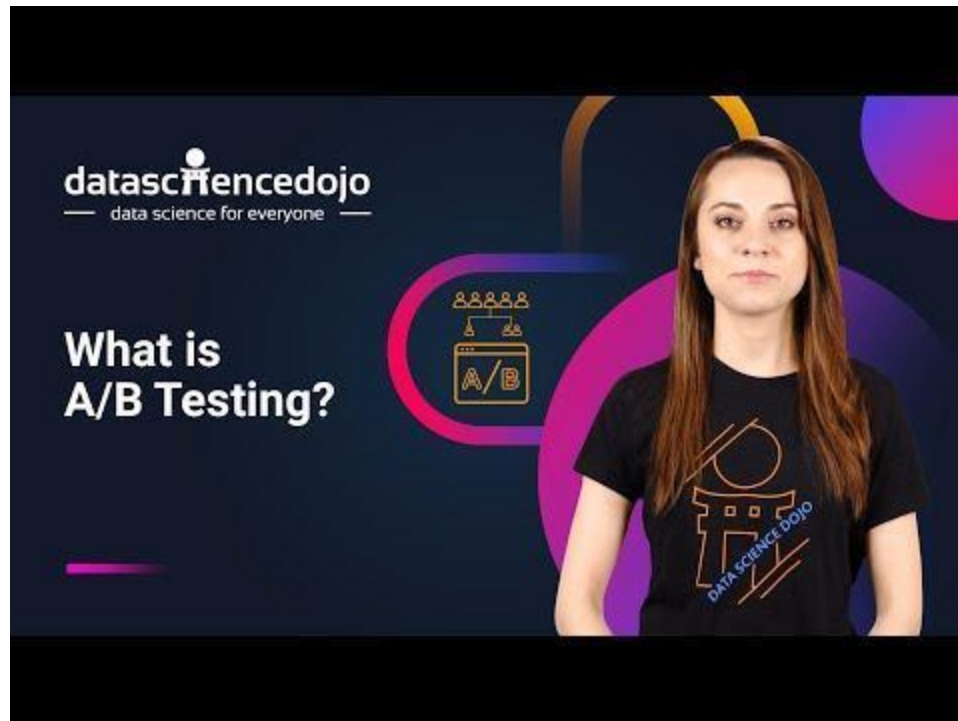 datasciencedojo
data science for everyone
What is
A/B Testing?
A/B
DATA SCIENCE DOJO